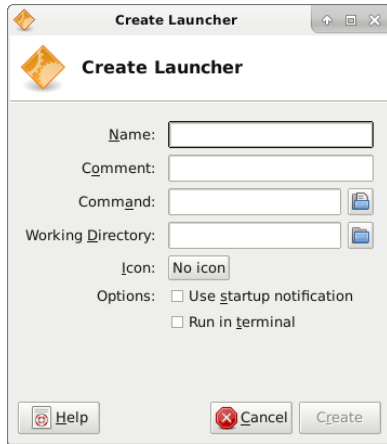 Create Launcher
Create Launcher
Name:
Comment:
Command:
Working Directory:
Icon: No icon
Options: Use startup notification
Run in terminal
Help Cancel Create